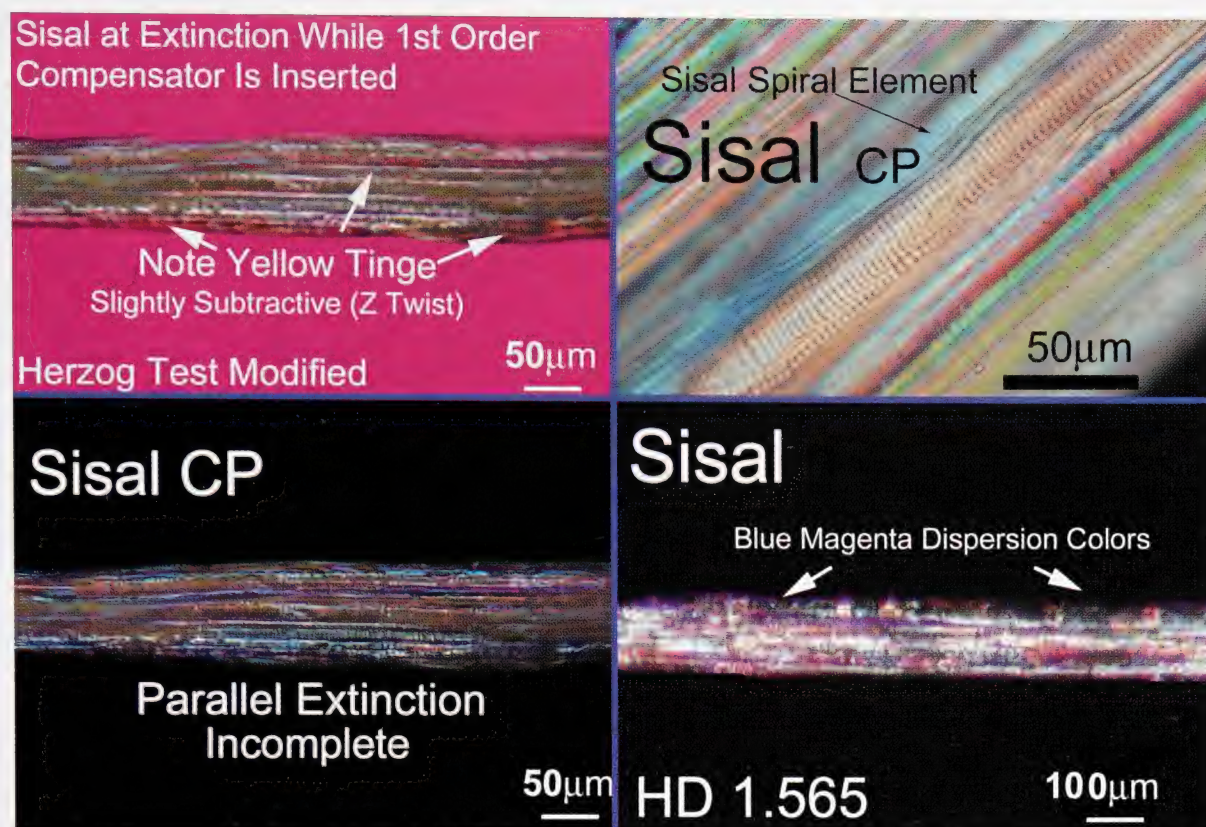 Sisal at Extinction While 1st Order
Compensator Is Inserted
Note Yellow Tinge
Slightly Subtractive (Z Twist)
Herzog Test Modified
50µm
Sisal Spiral Element
Sisal CP
50µm
Sisal CP
Parallel Extinction
Incomplete
50µm
Sisal
Blue Magenta Dispersion Colors
HD 1.565
100µm